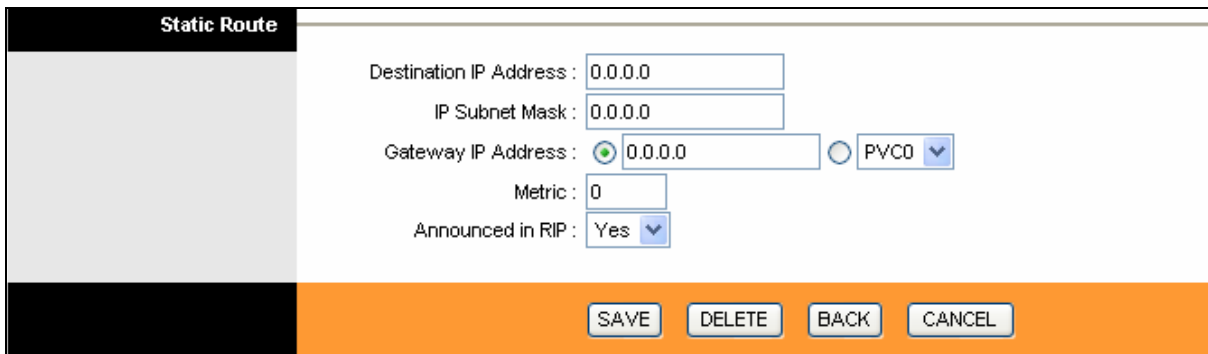 Static Route
Destination IP Address : 0.0.0.0
IP Subnet Mask : 0.0.0.0
Gateway IP Address : 0.0.0.0 PVC0
Metric : 0
Announced in RIP : Yes
SAVE DELETE BACK CANCEL